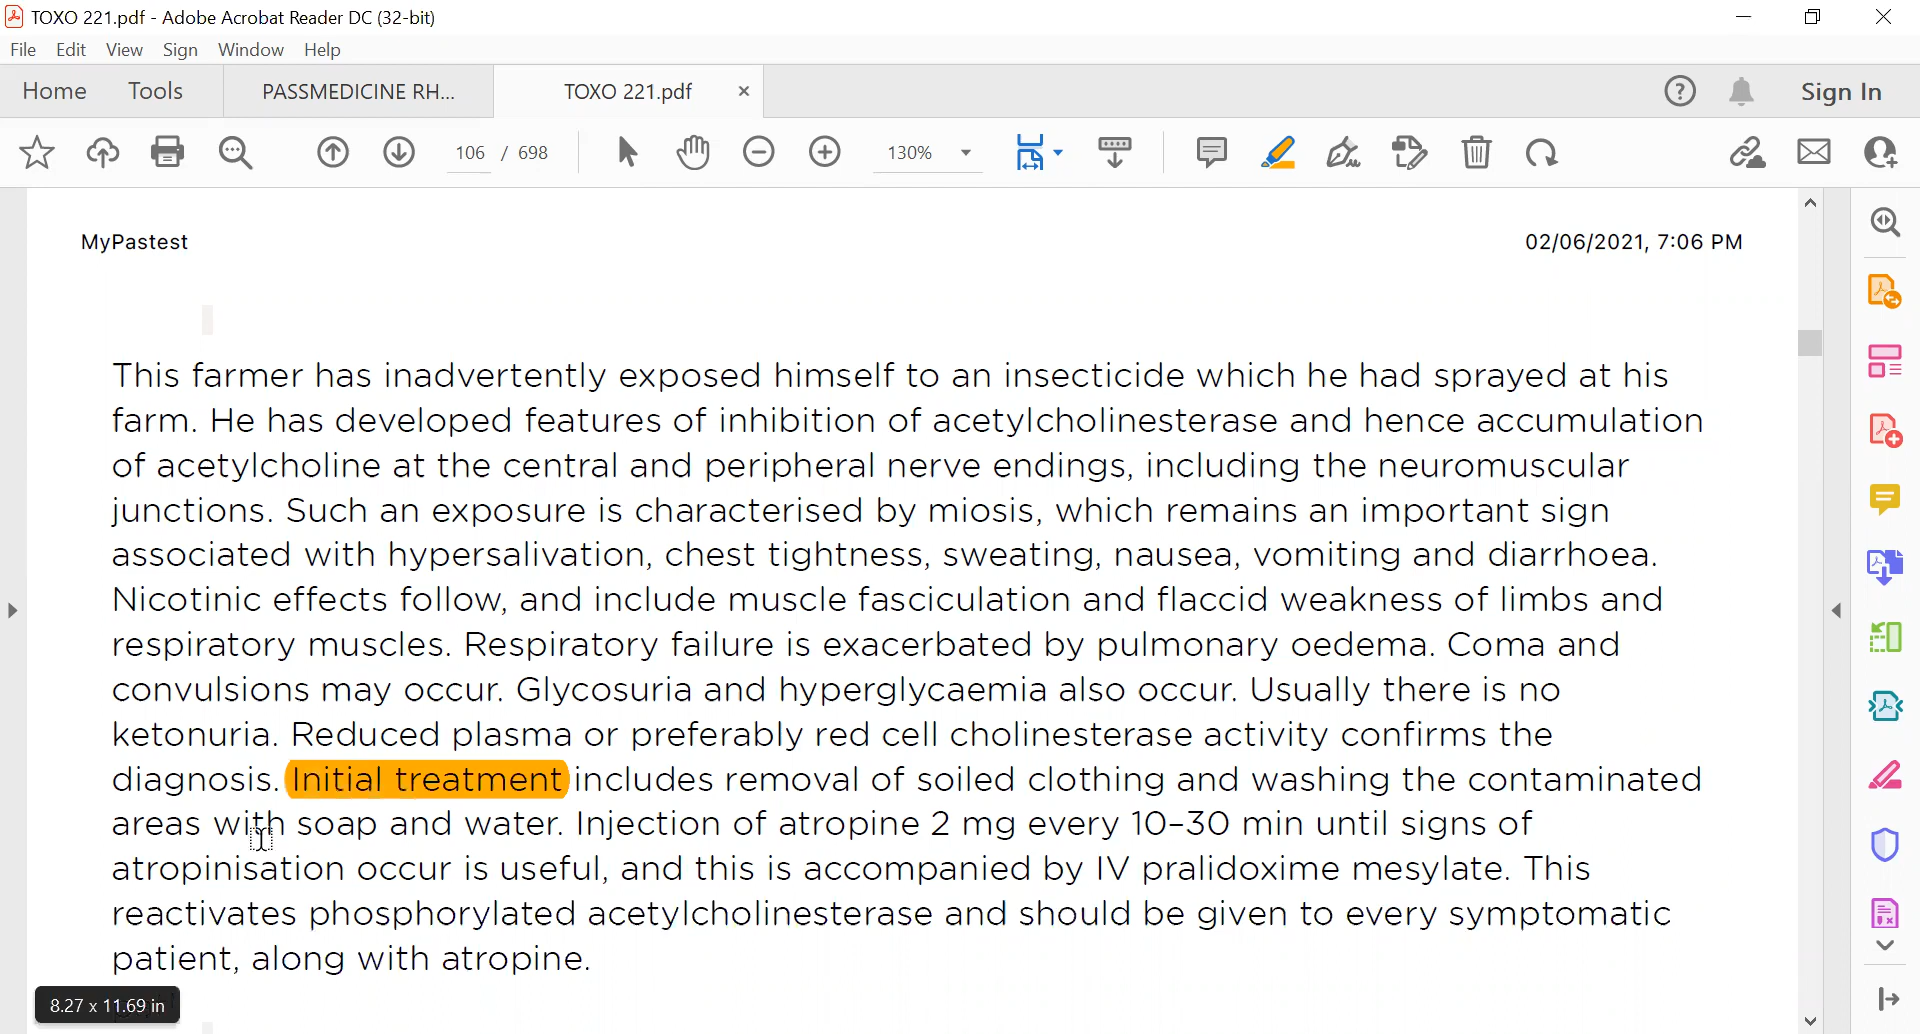 TOXO 221.pdf - Adobe Acrobat Reader DC (32-bit)
File Edit View Sign Window Help
Home Tools PASSMEDICINE RH... TOXO 221.pdf × Sign In
106 / 698 130%
MyPastest 02/06/2021, 7:06 PM
This farmer has inadvertently exposed himself to an insecticide which he had sprayed at his
farm. He has developed features of inhibition of acetylcholinesterase and hence accumulation
of acetylcholine at the central and peripheral nerve endings, including the neuromuscular
junctions. Such an exposure is characterised by miosis, which remains an important sign
associated with hypersalivation, chest tightness, sweating, nausea, vomiting and diarrhoea.
Nicotinic effects follow, and include muscle fasciculation and flaccid weakness of limbs and
respiratory muscles. Respiratory failure is exacerbated by pulmonary oedema. Coma and
convulsions may occur. Glycosuria and hyperglycaemia also occur. Usually there is no
ketonuria. Reduced plasma or preferably red cell cholinesterase activity confirms the
diagnosis. Initial treatment includes removal of soiled clothing and washing the contaminated
areas with soap and water. Injection of atropine 2 mg every 10–30 min until signs of
atropinisation occur is useful, and this is accompanied by IV pralidoxime mesylate. This
reactivates phosphorylated acetylcholinesterase and should be given to every symptomatic
patient, along with atropine.
8.27 x 11.69 in